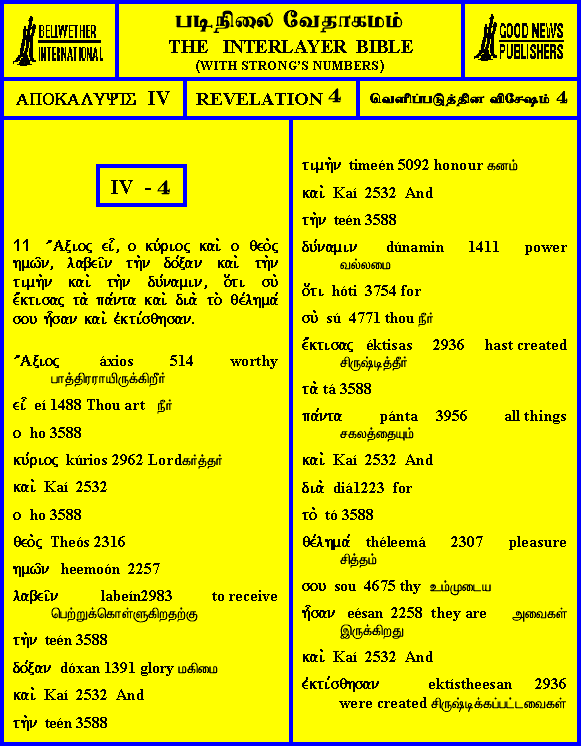 BELLWETHER
INTERNATIONAL
படிநிலை வேதாகமம்
THE INTERLAYER BIBLE
(WITH STRONG'S NUMBERS)
GOOD NEWS
PUBLISHERS
ΑΠΟΚΑΛΥΨΙΣ IV
REVELATION 4
வெளிப்படுத்தின விசேஷம் 4
IV - 4
11 Ἄξιος εἶ, ο κύριος καὶ ο θεὸς
ημῶν, λαβεῖν τὴν δόξαν καὶ τὴν
τιμὴν καὶ τὴν δύναμιν, ὅτι σὺ
ἔκτισας τὰ πάντα καὶ διὰ τὸ θέλημά
σου ἦσαν καὶ ἐκτίσθησαν.
Ἄξιος áxios 514 worthy
பாத்திரராயிருக்கிறீர்
εἶ eí 1488 Thou art நீர்
ο ho 3588
κύριος kúrios 2962 Lordகர்த்தர்
καὶ Kaí 2532
ο ho 3588
θεὸς Theós 2316
ημῶν heemoón 2257
λαβεῖν labeín2983 to receive
பெற்றுக்கொள்ளுகிறதற்கு
τὴν teén 3588
δόξαν dóxan 1391 glory மகிமை
καὶ Kaí 2532 And
τὴν teén 3588
τιμὴν timeén 5092 honour கனம்
καὶ Kaí 2532 And
τὴν teén 3588
δύναμιν dúnamin 1411 power
வல்லமை
ὅτι hóti 3754 for
σὺ sú 4771 thou நீர்
ἔκτισας éktisas 2936 hast created
சிருஷ்டித்தீர்
τὰ tá 3588
πάντα pánta 3956 all things
சகலத்தையும்
καὶ Kaí 2532 And
διὰ diá1223 for
τὸ tó 3588
θέλημά théleemá 2307 pleasure
சித்தம்
σου sou 4675 thy உம்முடைய
ἦσαν eésan 2258 they are அவைகள்
இருக்கிறது
καὶ Kaí 2532 And
ἐκτίσθησαν ektístheesan 2936
were created சிருஷ்டிக்கப்பட்டவைகள்